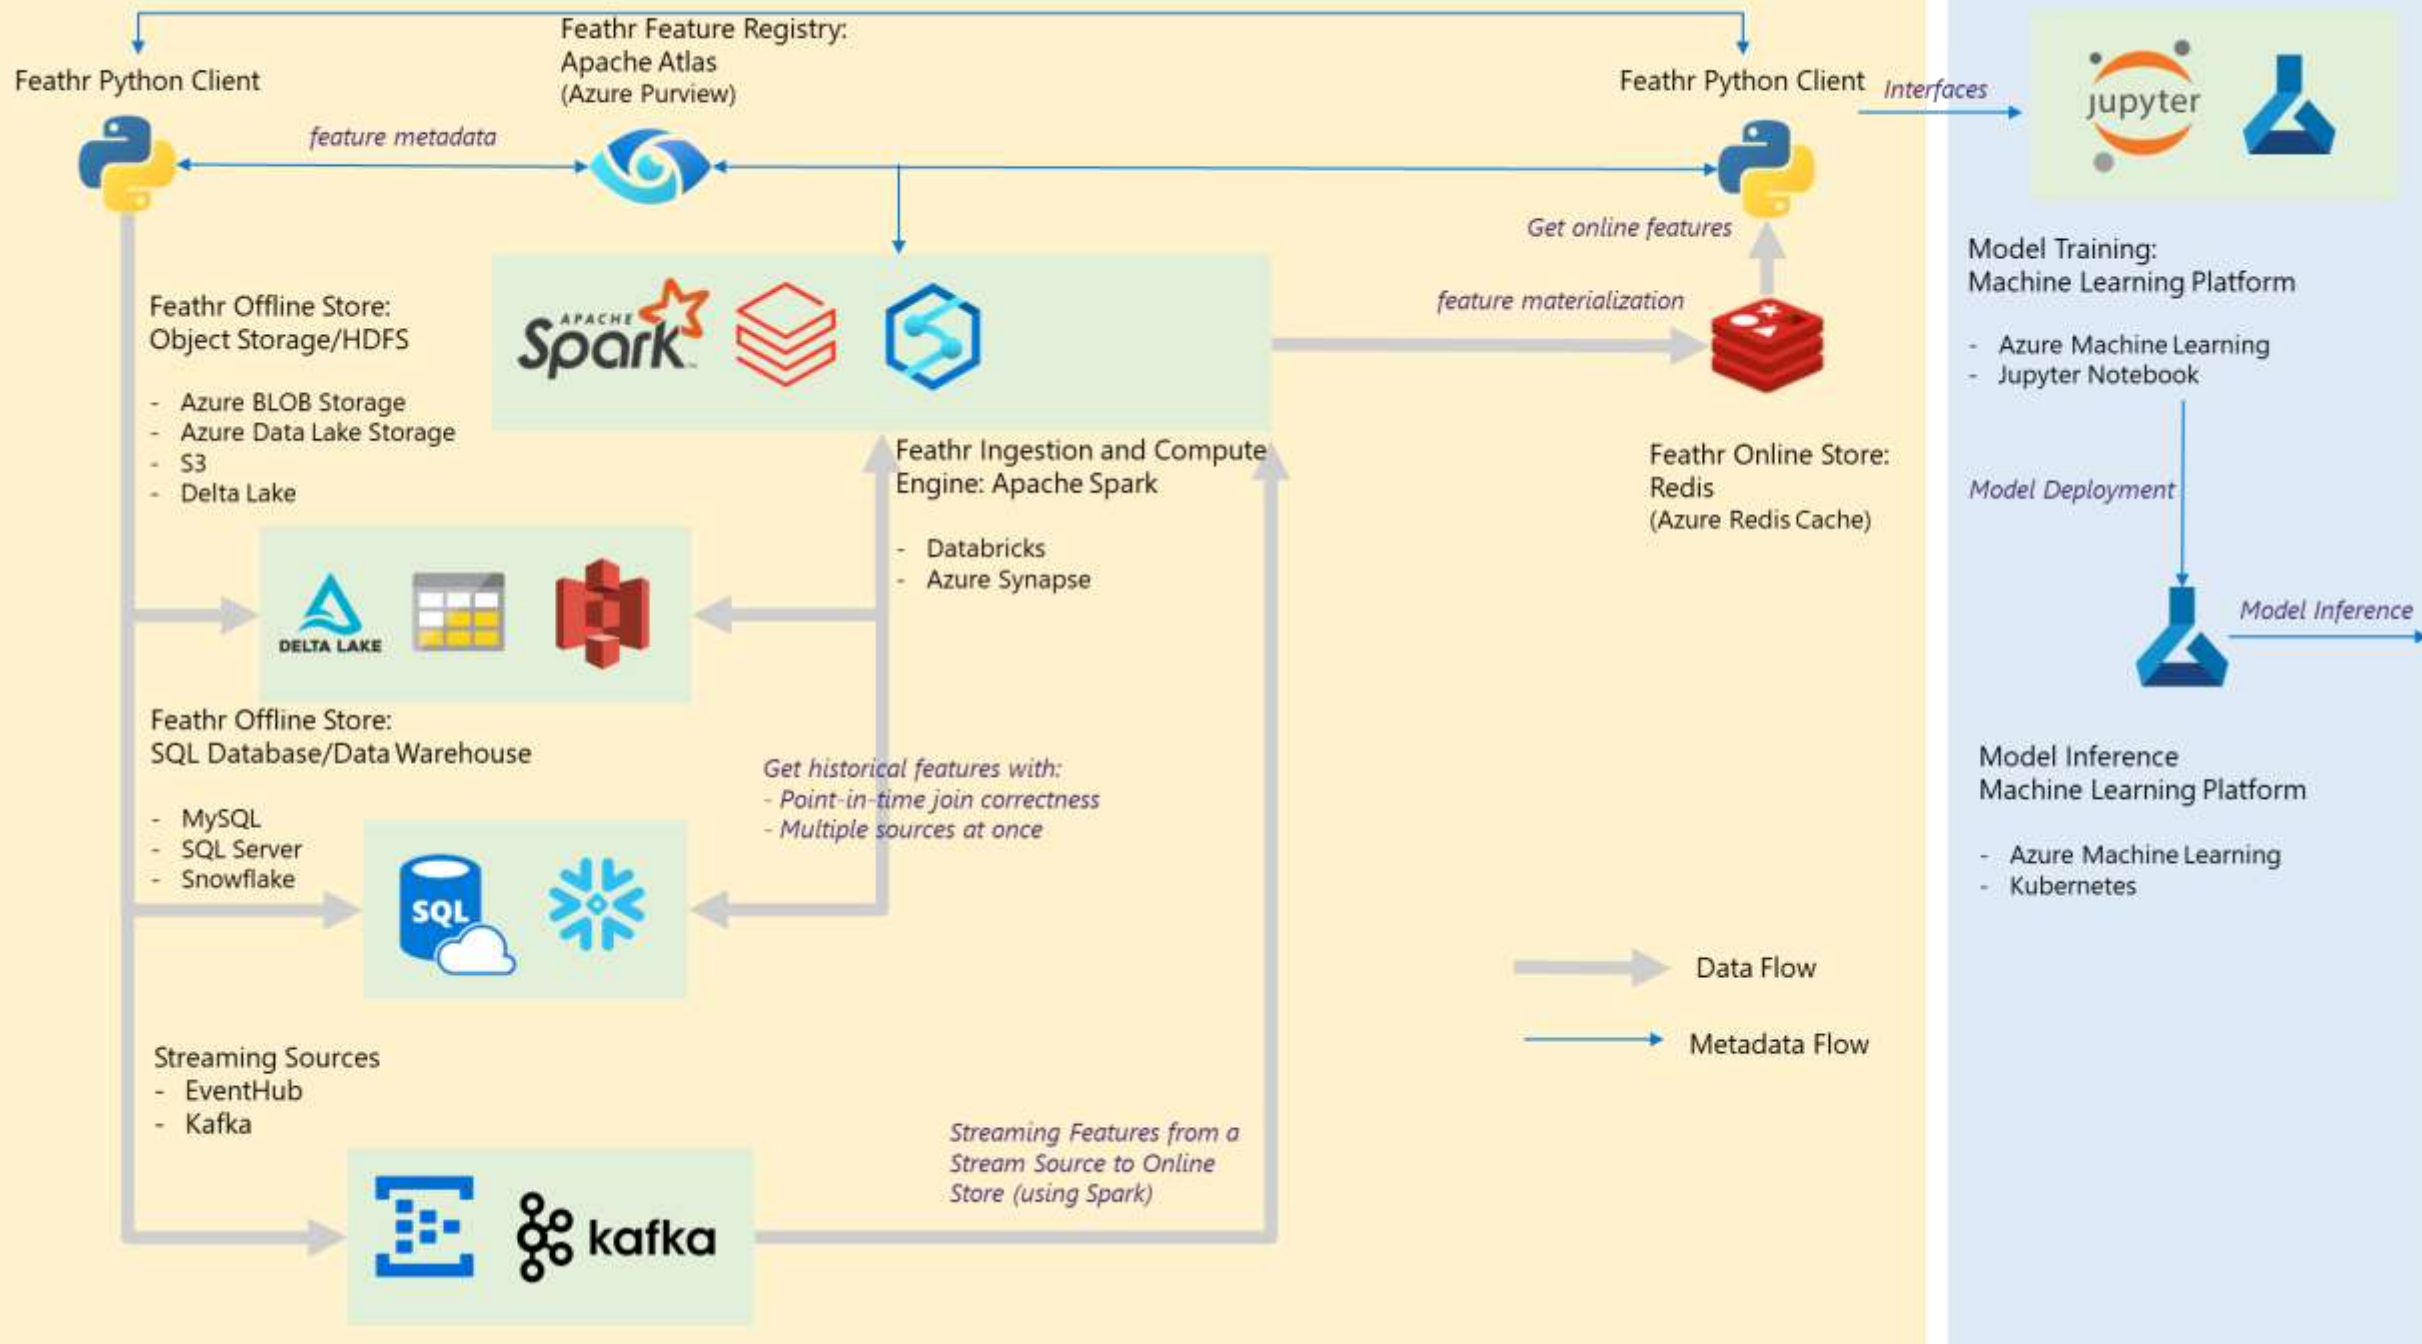 Feathr Python Client
Feathr Feature Registry:
Apache Atlas
(Azure Purview)
feature metadata
Feathr Python Client
Interfaces
jupyter
Get online features
feature materialization
Feathr Offline Store:
Object Storage/HDFS
- Azure BLOB Storage
- Azure Data Lake Storage
- S3
- Delta Lake
APACHE
Spark
Feathr Ingestion and Compute
Engine: Apache Spark
- Databricks
- Azure Synapse
Feathr Online Store:
Redis
(Azure Redis Cache)
Model Training:
Machine Learning Platform
- Azure Machine Learning
- Jupyter Notebook
Model Deployment
Model Inference
DELTA LAKE
Feathr Offline Store:
SQL Database/Data Warehouse
- MySQL
- SQL Server
- Snowflake
SQL
Get historical features with:
- Point-in-time join correctness
- Multiple sources at once
Model Inference
Machine Learning Platform
- Azure Machine Learning
- Kubernetes
Data Flow
Metadata Flow
Streaming Sources
- EventHub
- Kafka
kafka
Streaming Features from a
Stream Source to Online
Store (using Spark)